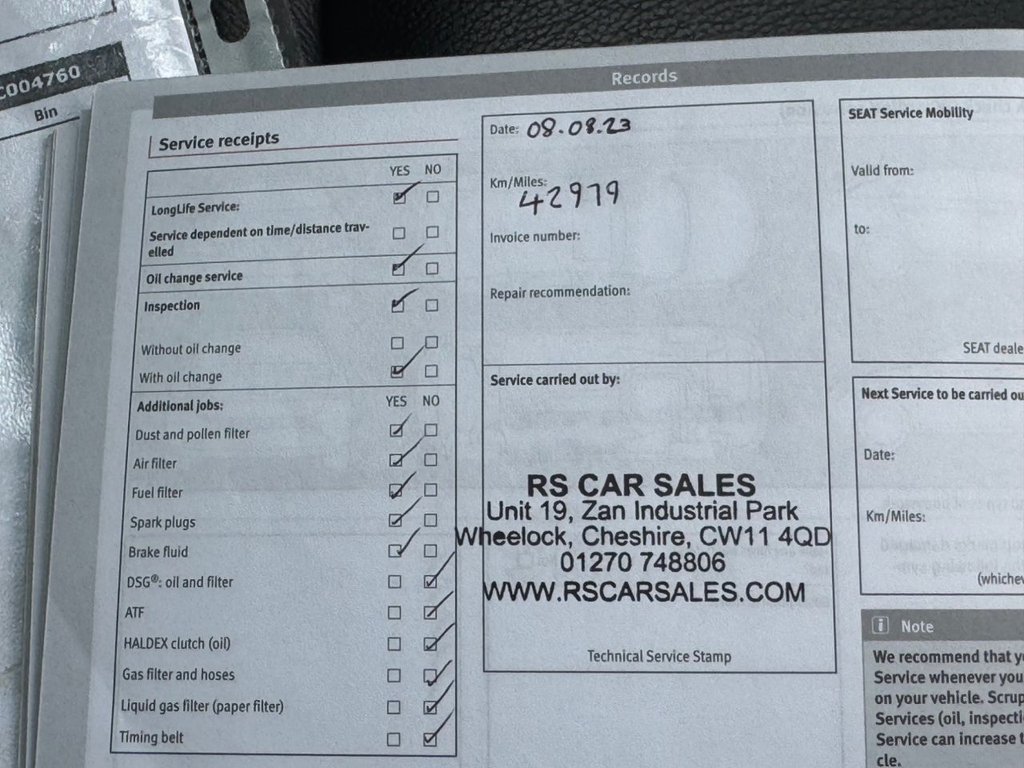 C004760
Bin
Records
Service receipts
YES NO
LongLife Service:
Service dependent on time/distance trav-
elled
Oil change service
Inspection
Without oil change
With oil change
Additional jobs: YES NO
Dust and pollen filter
Air filter
Fuel filter
Spark plugs
Brake fluid
DSG®: oil and filter
ATF
HALDEX clutch (oil)
Gas filter and hoses
Liquid gas filter (paper filter)
Timing belt
Date: 08.08.23
Km/Miles:
42979
Invoice number:
Repair recommendation:
Service carried out by:
RS CAR SALES
Unit 19, Zan Industrial Park
Wheelock, Cheshire, CW11 4QD
01270 748806
WWW.RSCARSALES.COM
Technical Service Stamp
SEAT Service Mobility
Valid from:
to:
SEAT deale
Next Service to be carried ou
Date:
Km/Miles:
(whichev
i Note
We recommend that yo
Service whenever you
on your vehicle. Scrup
Services (oil, inspecti
Service can increase t
cle.